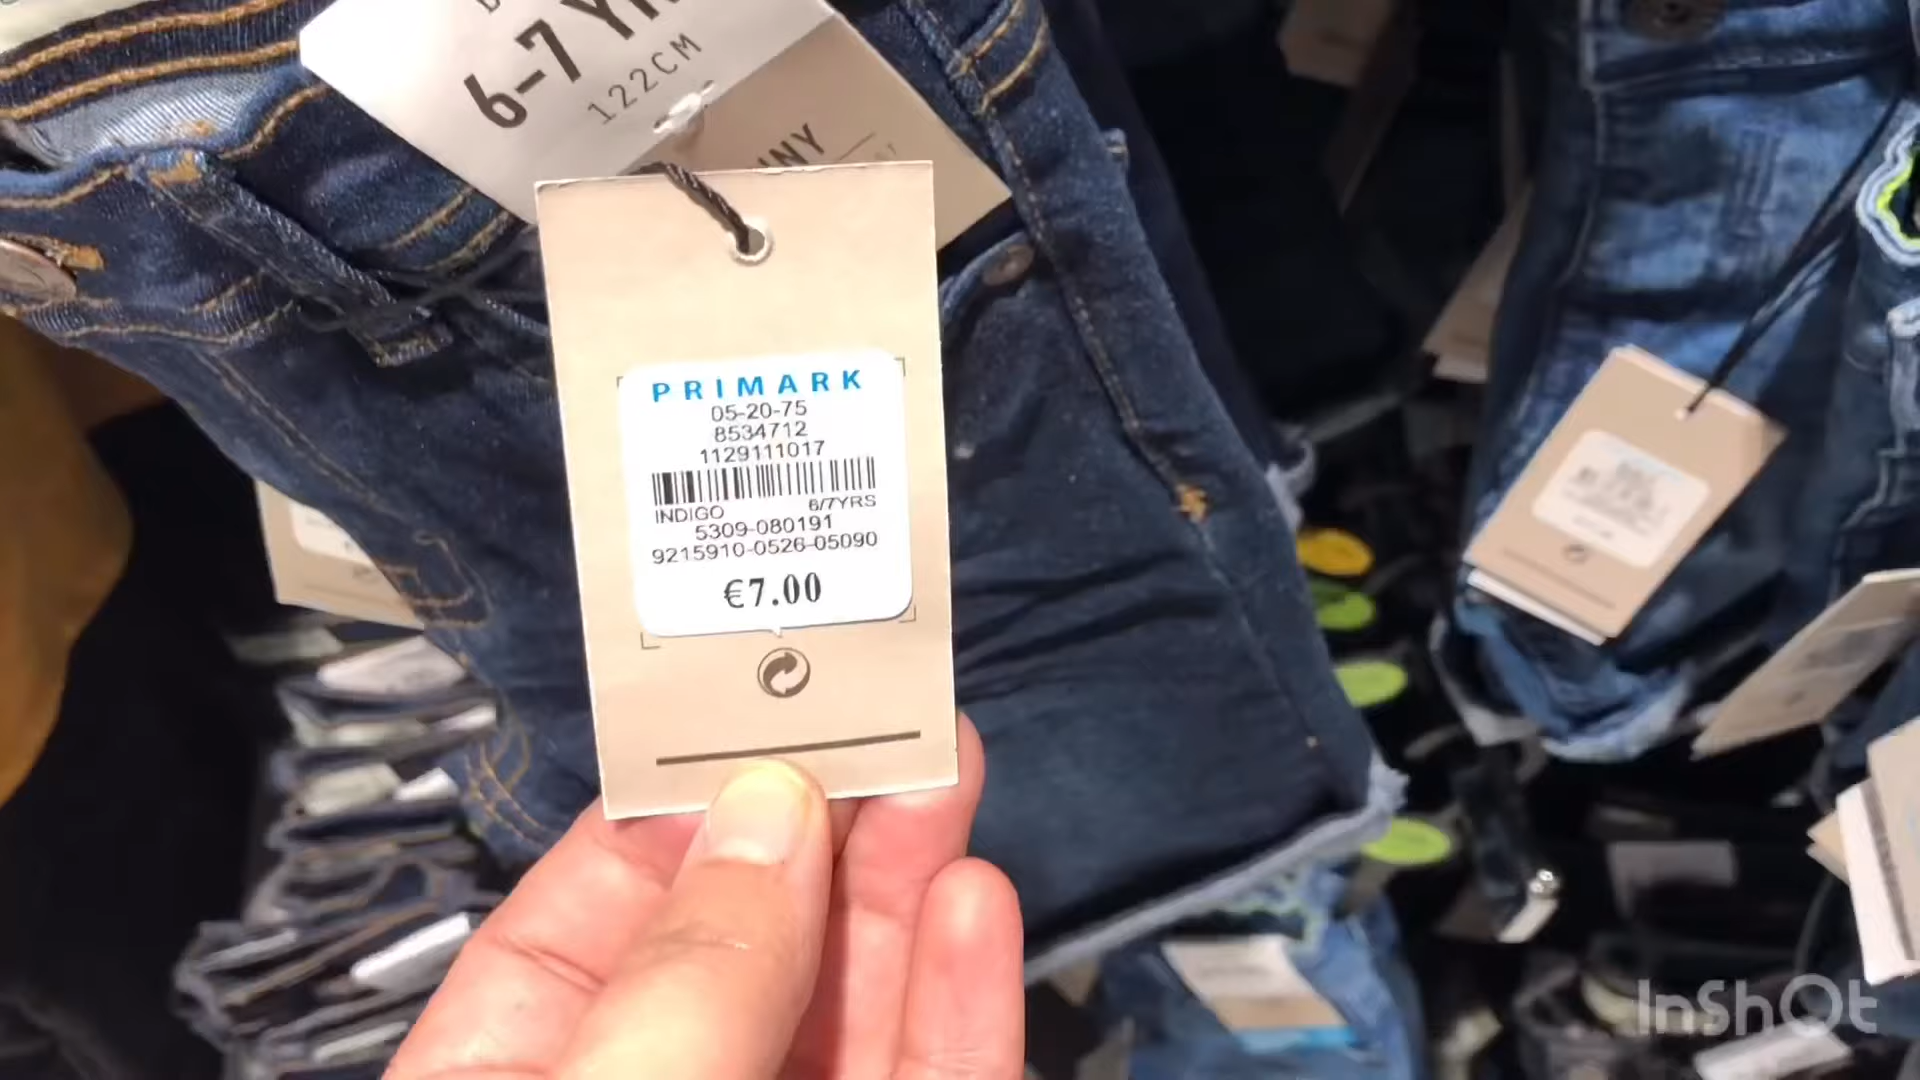 6-7 YR
122CM
NNY
PRIMARK
05-20-75
8534712
1129111017
INDIGO 6/7YRS
5309-080191
9215910-0526-05090
€7.00
InShOt